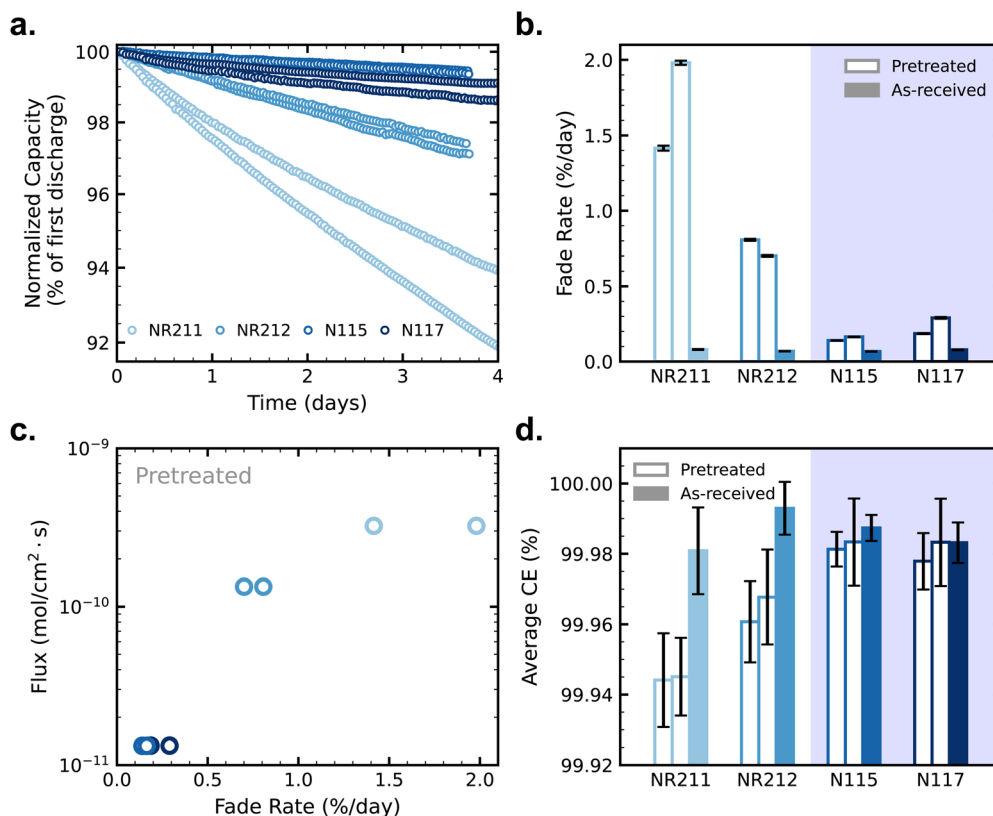 a.
Normalized Capacity
(% of first discharge)
100
98
96
94
92
NR211 NR212 N115 N117
0 1 2 3 4
Time (days)
b.
Fade Rate (%/day)
2.0
1.5
1.0
0.5
0.0
Pretreated
As-received
NR211 NR212 N115 N117
c.
Flux (mol/cm² · s)
10⁻⁹
10⁻¹⁰
10⁻¹¹
Pretreated
0.0 0.5 1.0 1.5 2.0
Fade Rate (%/day)
d.
Average CE (%)
100.00
99.98
99.96
99.94
99.92
Pretreated
As-received
NR211 NR212 N115 N117